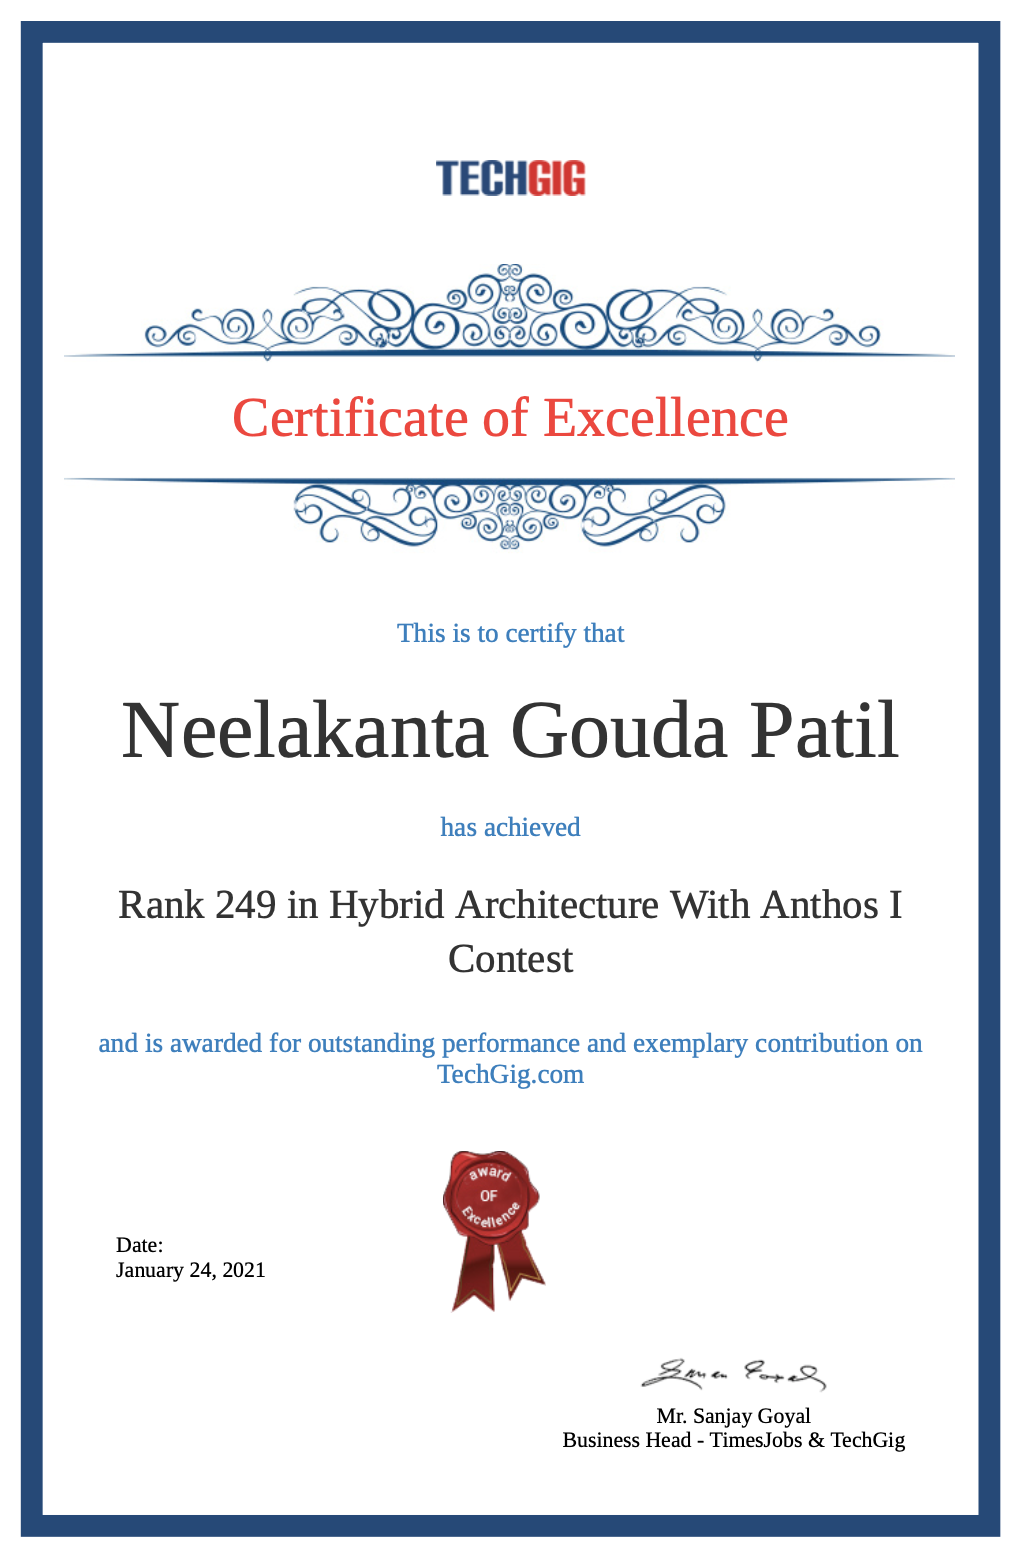 TECHGIG
Certificate of Excellence
This is to certify that
Neelakanta Gouda Patil
has achieved
Rank 249 in Hybrid Architecture With Anthos I
Contest
and is awarded for outstanding performance and exemplary contribution on
TechGig.com
award
OF
Excellence
Date:
January 24, 2021
Mr. Sanjay Goyal
Business Head - TimesJobs & TechGig